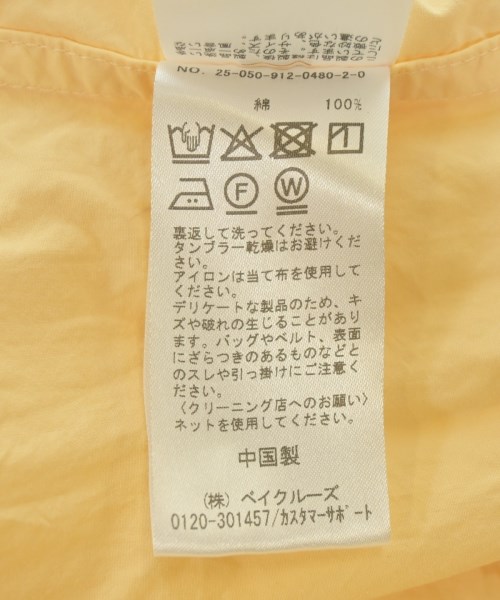 NO. 25-050-912-0480-2-0
綿 100%
F W
裏返して洗ってください。
タンブラー乾燥はお避けくだ
さい。
アイロンは当て布を使用して
ください。
デリケートな製品のため、キ
ズや破れの生じることがあり
ます。バッグやベルト、表面
にざらつきのあるものなどと
のスレや引っ掛けにご注意く
ださい。
〈クリーニング店へのお願い〉
ネットを使用してください。
中国製
(株) ベイクルーズ
0120-301457/カスタマーサポート